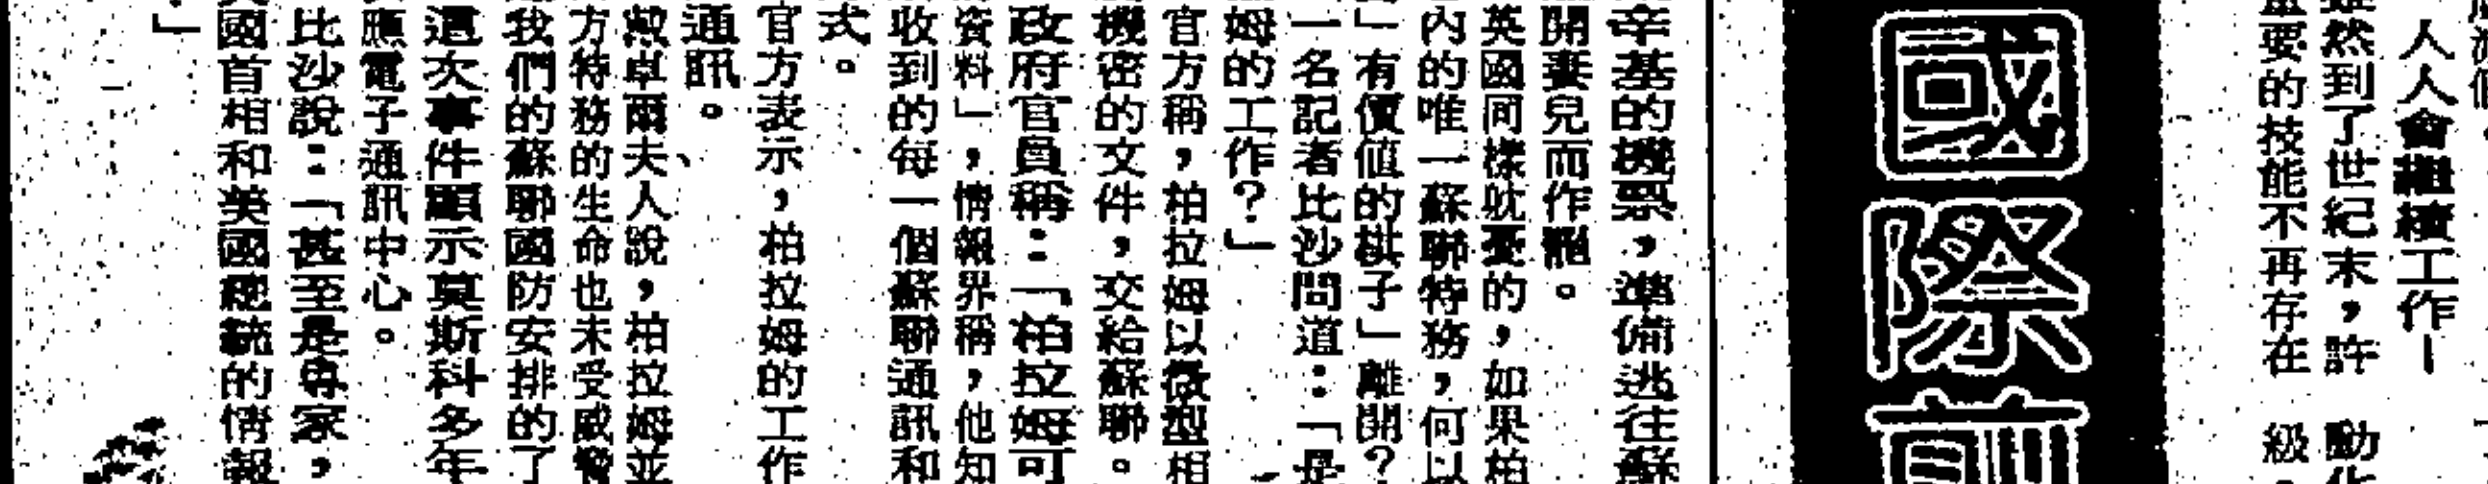 人人會繼續工作—
雖然到了世紀末，許　動
重要的技能不再存在　級
國際
辛基的機票，準備逃往蘇
開妻兒而作罷。
英國同樣忱憂的，如果柏
內的唯一蘇聯特務，何以
」有價值的棋子」離開？
一名記者比沙問道：「是
姆的工作？」
官方稱，柏拉姆以微型相
機密的文件，交給蘇聯。
政府官員稱：「柏拉姆可
資料」，情報界稱，他知
收到的每一個蘇聯通訊和
式。
官方表示，柏拉姆的工作
通訊。
戴卓爾夫人說，柏拉姆並
方特務的生命也未受威脅
我們的蘇聯國防安排的了
這次事件顯示莫斯科多年
應電子通訊中心。
比沙說：「甚至是專家，
國首相和美國總統的情報
。」